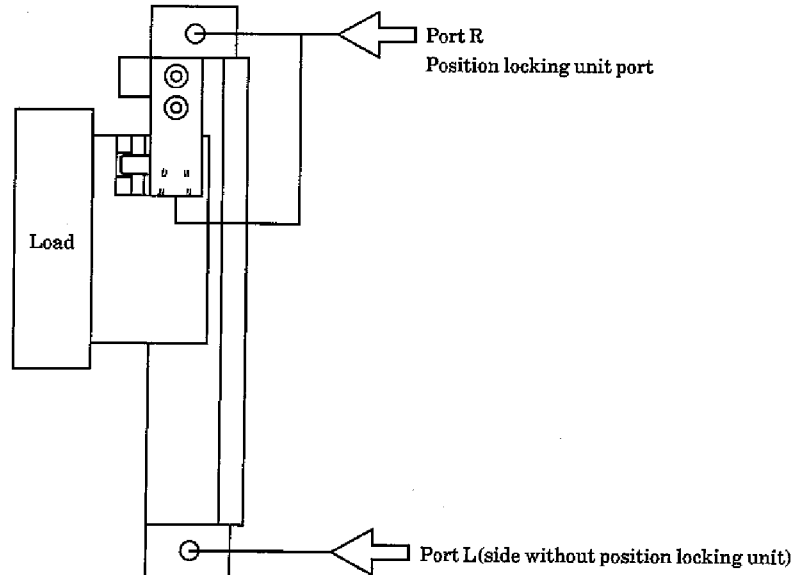 Port R
Position locking unit port
Load
Port L(side without position locking unit)